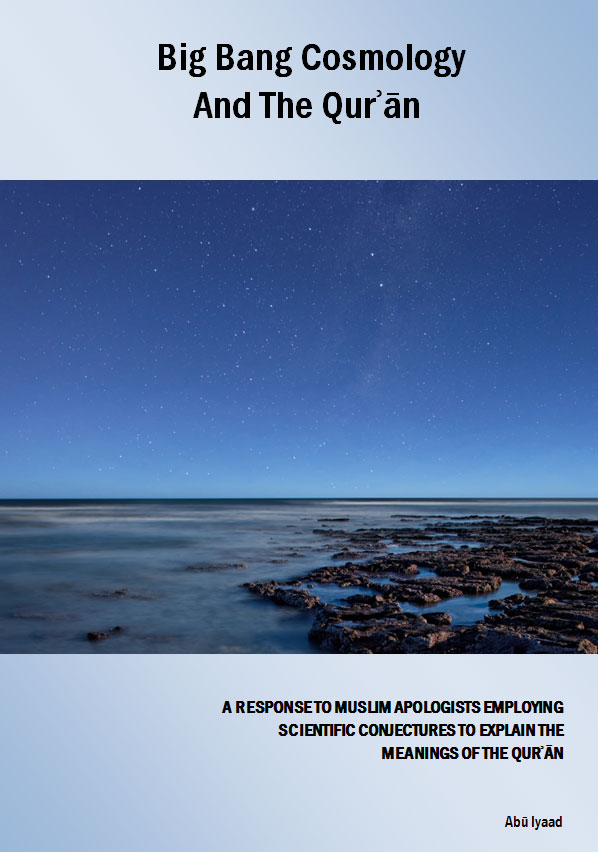 Big Bang Cosmology
And The Qurʾān
A RESPONSE TO MUSLIM APOLOGISTS EMPLOYING
SCIENTIFIC CONJECTURES TO EXPLAIN THE
MEANINGS OF THE QURʾĀN
Abū Iyaad